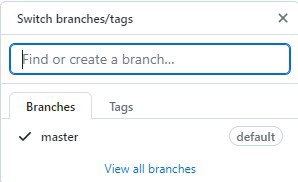 Switch branches/tags
Find or create a branch...
Branches Tags
master default
View all branches